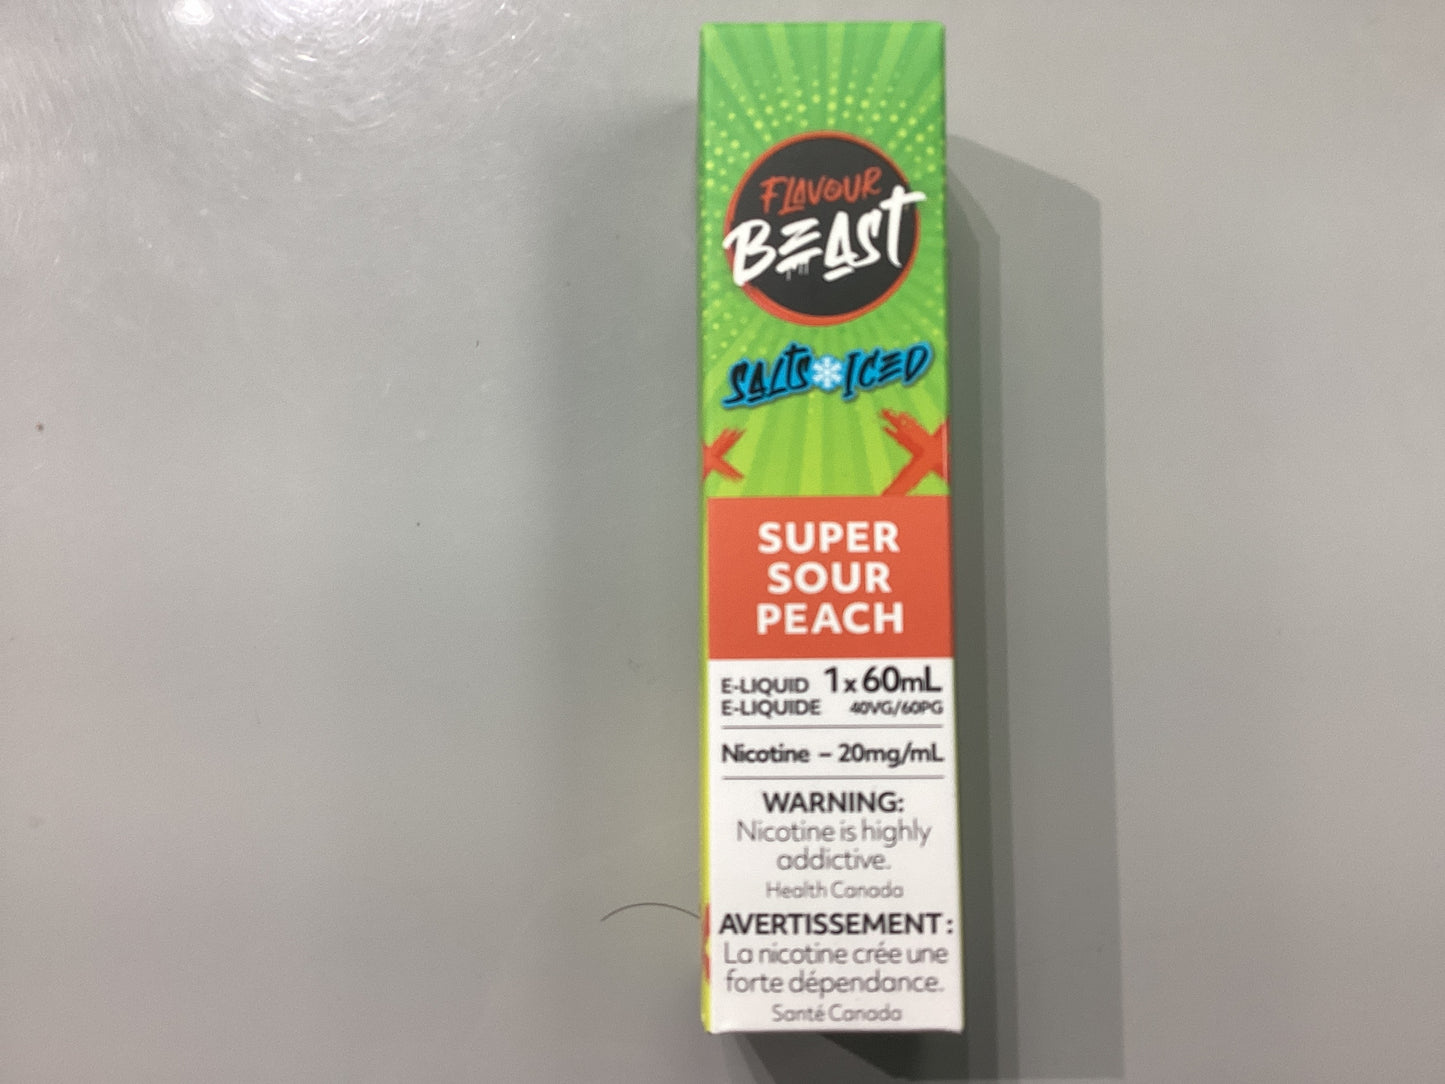 FLAVOUR
BEAST
SALTS ICED
SUPER
SOUR
PEACH
E-LIQUID 1x60mL
E-LIQUIDE 40VG/60PG
Nicotine – 20mg/mL
WARNING:
Nicotine is highly
addictive.
Health Canada
AVERTISSEMENT :
La nicotine crée une
forte dépendance.
Santé Canada